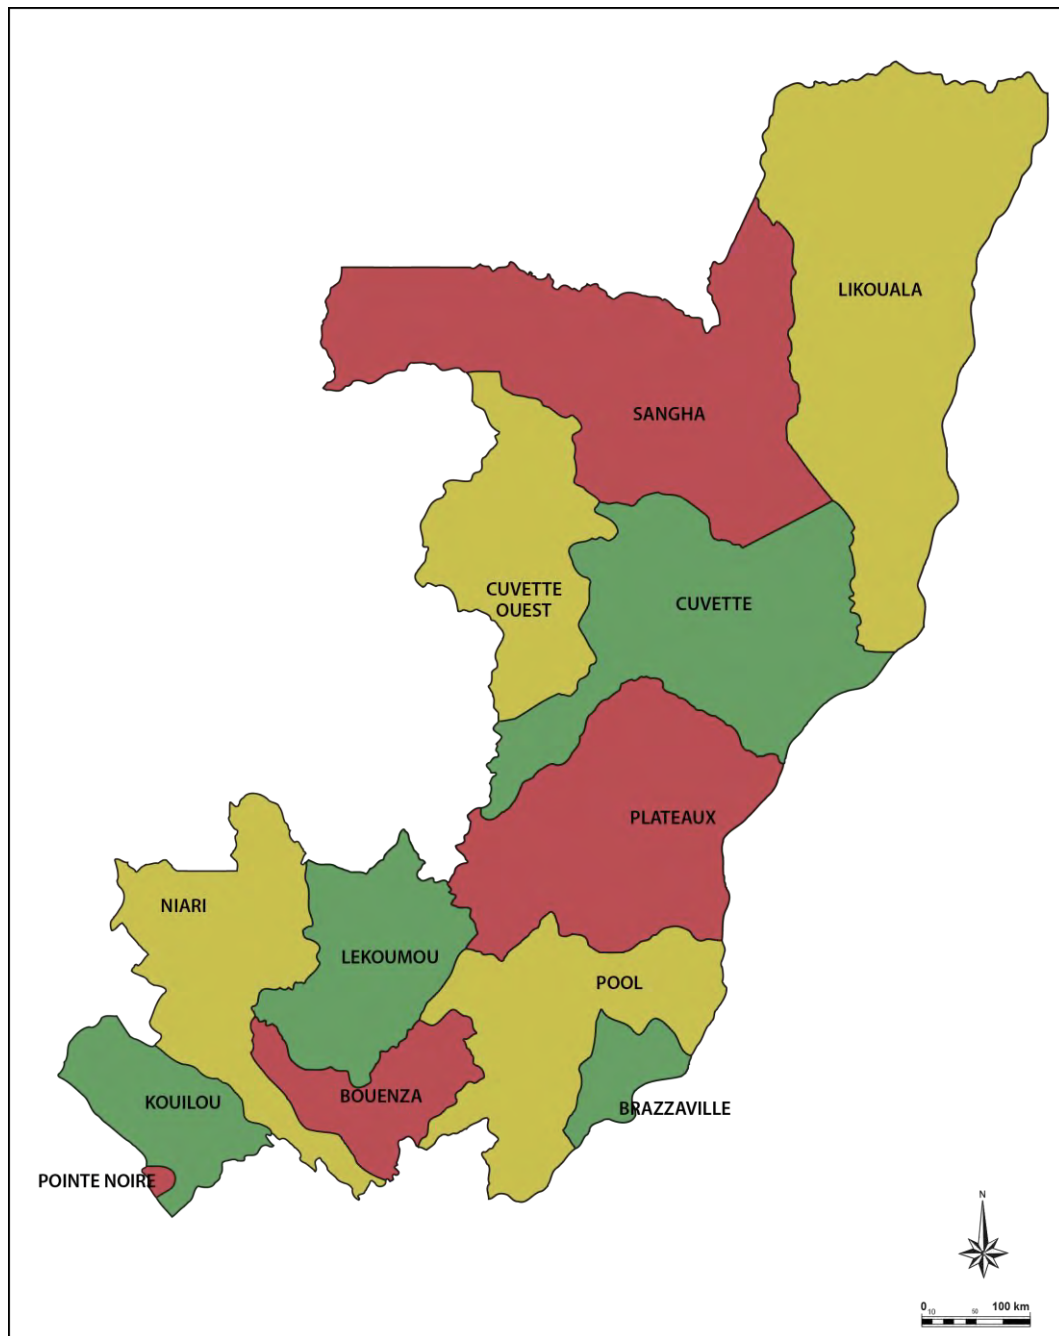 LIKOUALA
SANGHA
CUVETTE
OUEST
CUVETTE
PLATEAUX
NIARI
LEKOUMOU
POOL
KOUILOU
BOUENZA
BRAZZAVILLE
POINTE NOIRE
N
0 10 50 100 km